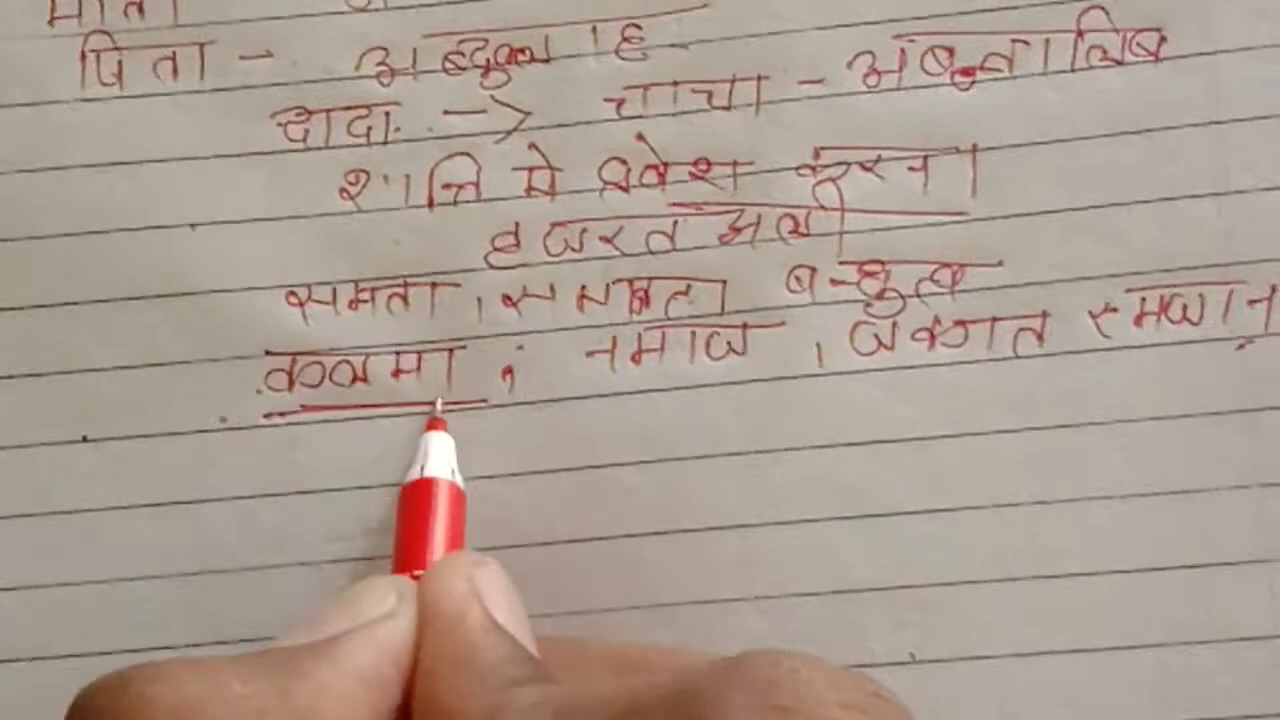 माता
पिता - अब्दुल्लाह
दादा. -> चाचा - अबू तालिब
शान्ति मे प्रवेश करना
हजरत अली
समता, समानता बन्धुत्व
कलमा, नमाज, जकात रमजान